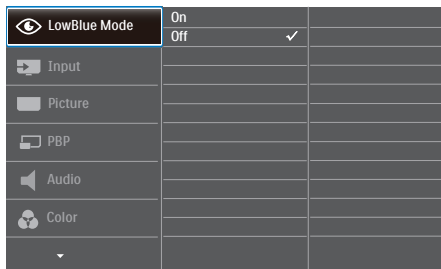 LowBlue Mode
On
Off
Input
Picture
PBP
Audio
Color